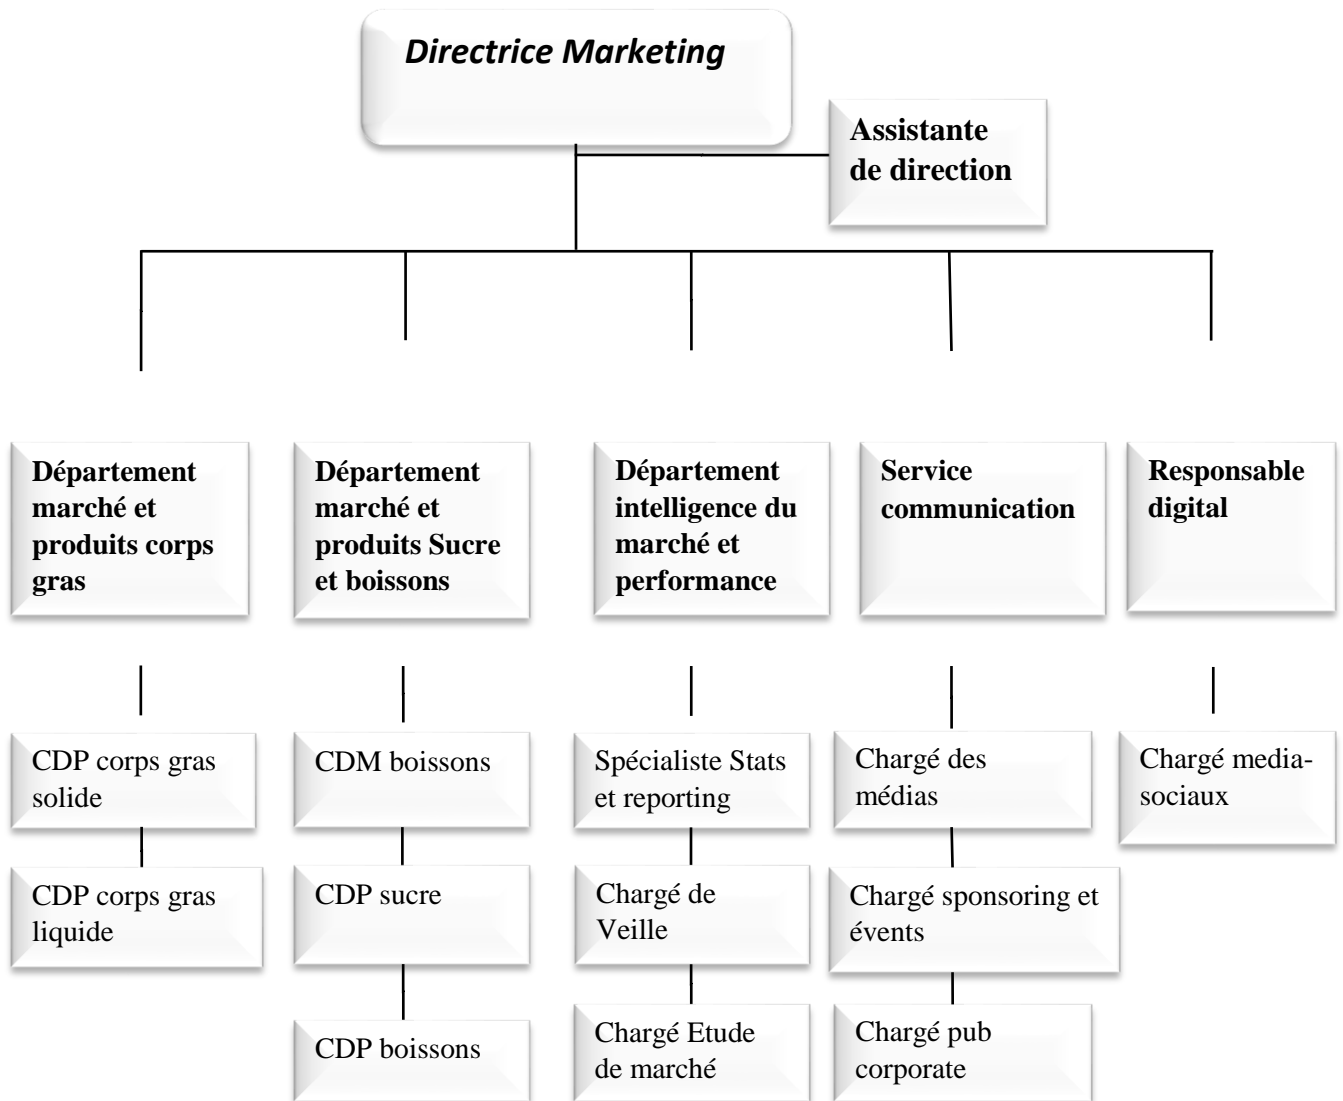 Directrice Marketing
Assistante
de direction
Département
marché et
produits corps
gras
Département
marché et
produits Sucre
et boissons
Département
intelligence du
marché et
performance
Service
communication
Responsable
digital
CDP corps gras
solide
CDM boissons
Spécialiste Stats
et reporting
Chargé des
médias
Chargé media-
sociaux
CDP corps gras
liquide
CDP sucre
Chargé de
Veille
Chargé sponsoring et
évents
CDP boissons
Chargé Etude
de marché
Chargé pub
corporate